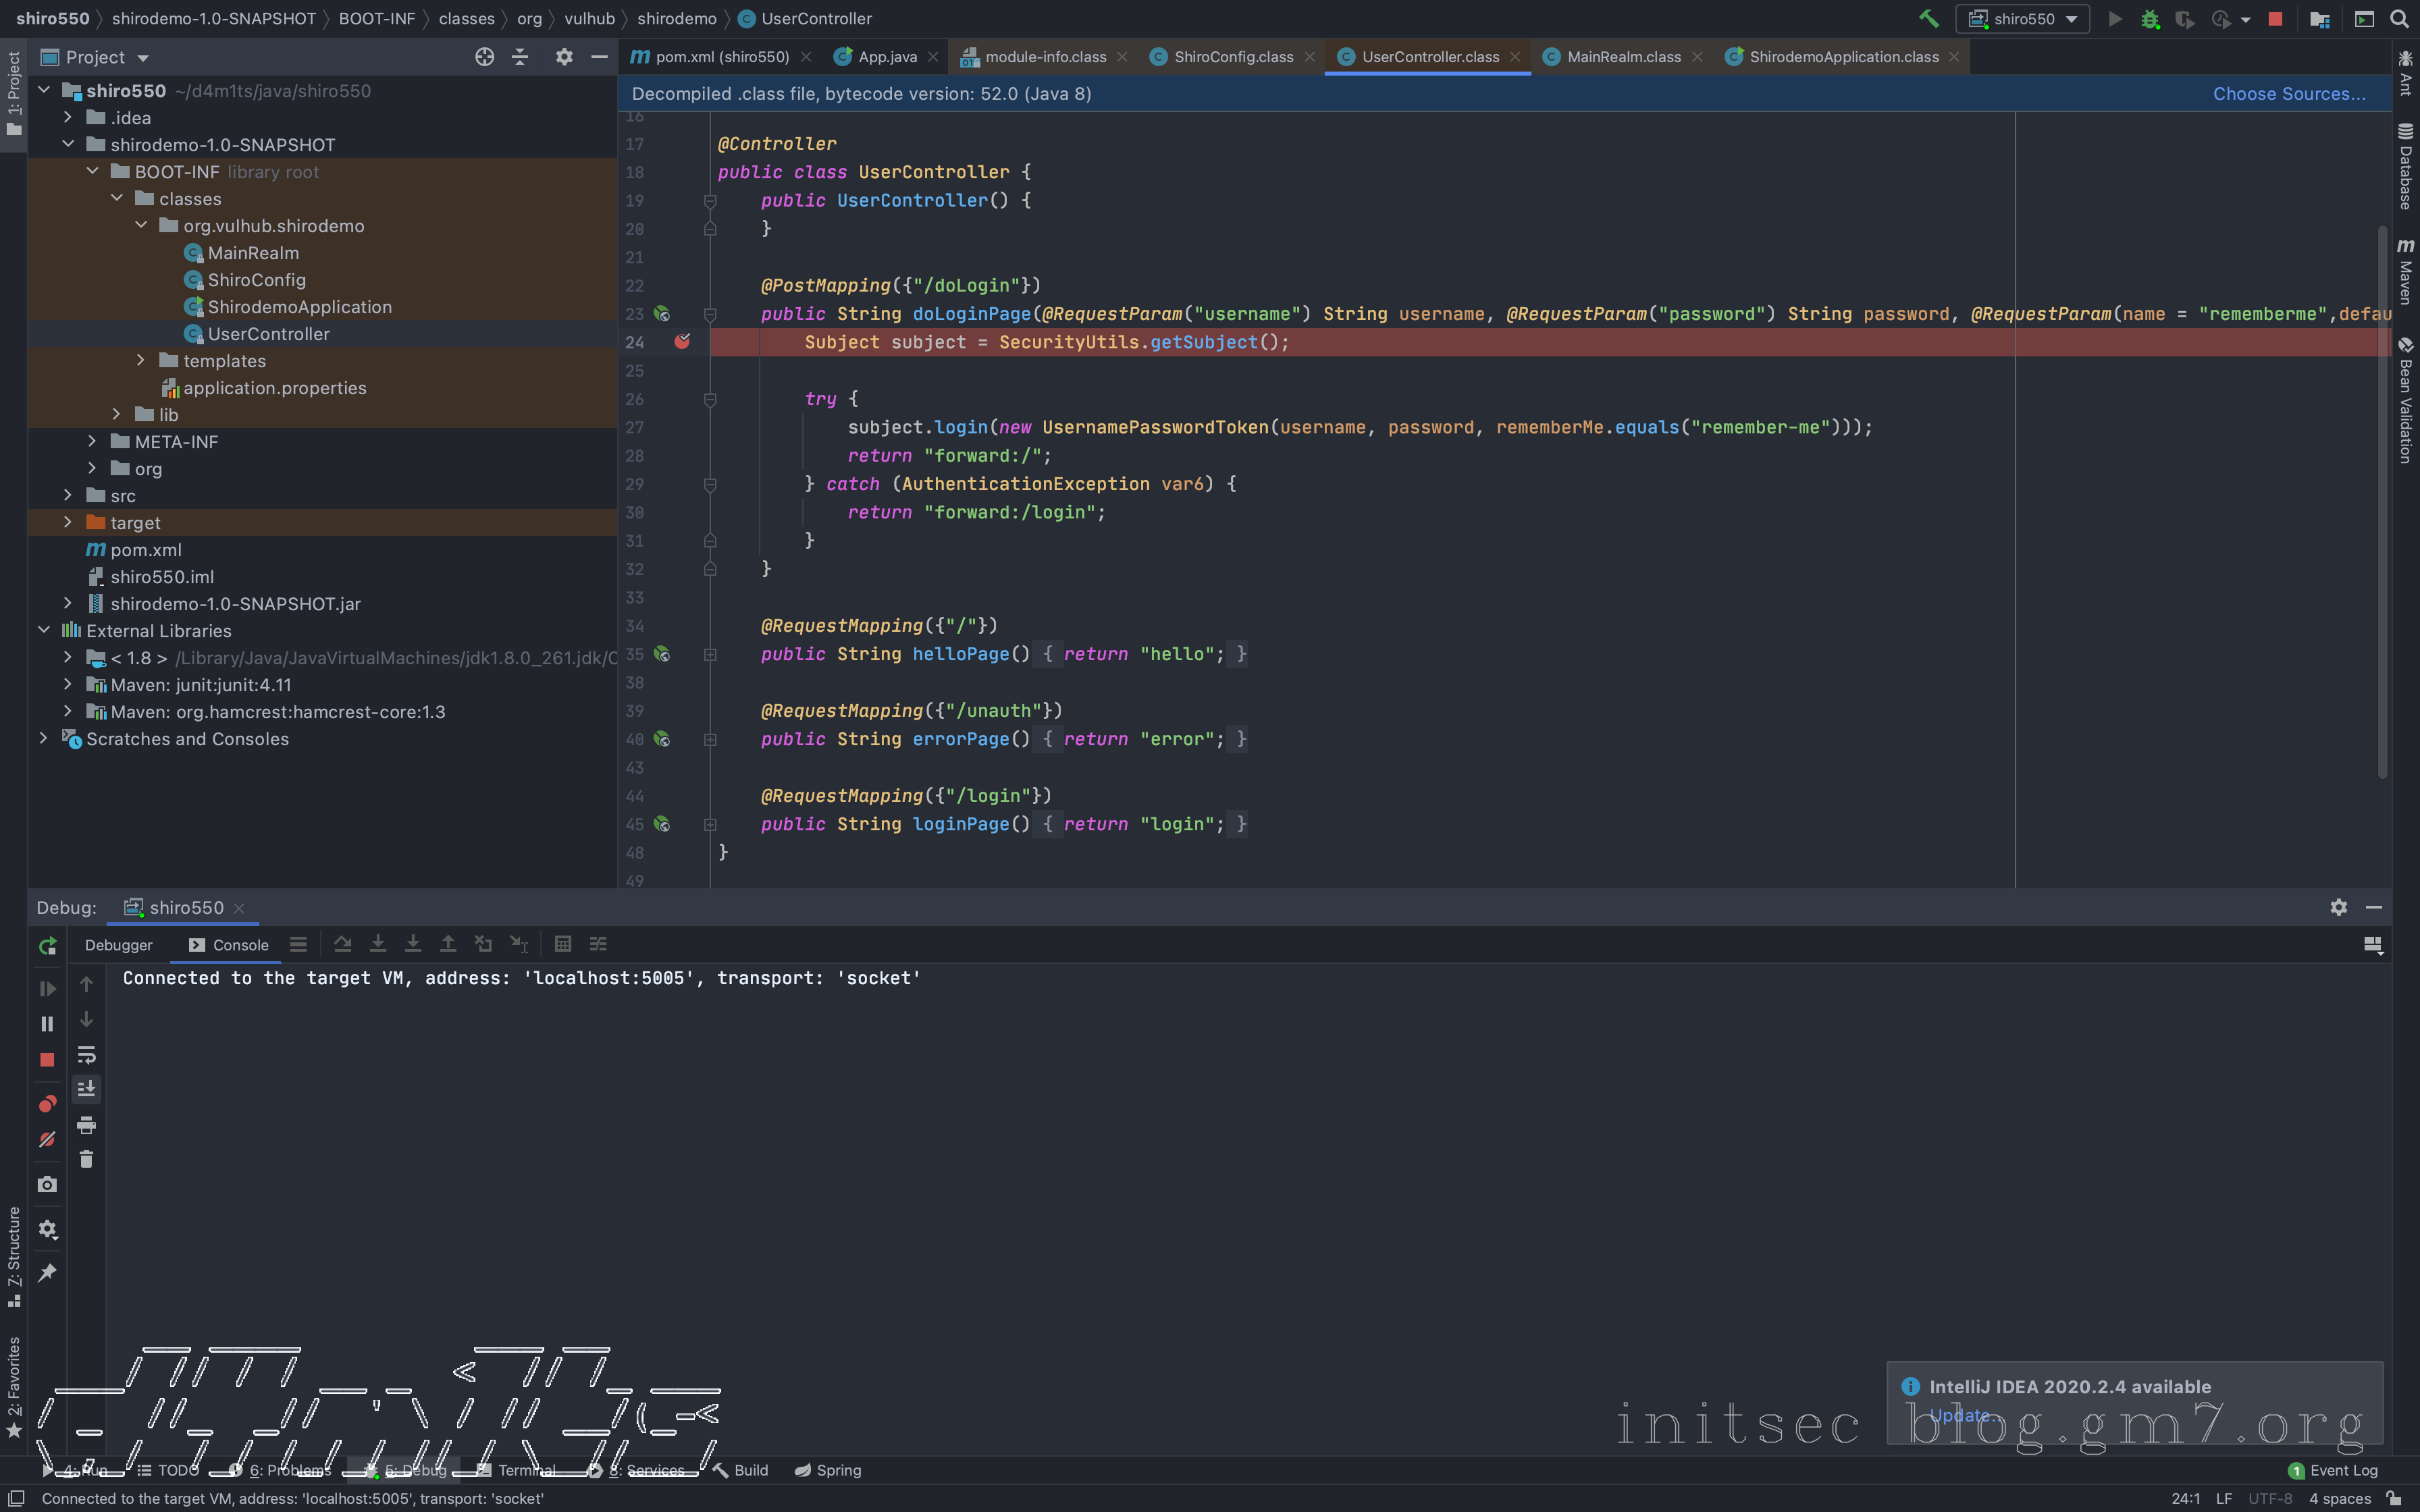 shiro550 shirodemo-1.0-SNAPSHOT BOOT-INF classes org vulhub shirodemo UserController
shiro550
1: Project
Project
pom.xml (shiro550) App.java module-info.class ShiroConfig.class UserController.class MainRealm.class ShirodemoApplication.class
Decompiled .class file, bytecode version: 52.0 (Java 8) Choose Sources...
shiro550 ~/d4m1ts/java/shiro550
.idea
shirodemo-1.0-SNAPSHOT
BOOT-INF library root
classes
org.vulhub.shirodemo
MainRealm
ShiroConfig
ShirodemoApplication
UserController
templates
application.properties
lib
META-INF
org
src
target
pom.xml
shiro550.iml
shirodemo-1.0-SNAPSHOT.jar
External Libraries
< 1.8 > /Library/Java/JavaVirtualMachines/jdk1.8.0_261.jdk/C
Maven: junit:junit:4.11
Maven: org.hamcrest:hamcrest-core:1.3
Scratches and Consoles
16
17 @Controller
18 public class UserController {
19 public UserController() {
20 }
21
22 @PostMapping({"/doLogin"})
23 public String doLoginPage(@RequestParam("username") String username, @RequestParam("password") String password, @RequestParam(name = "rememberme",defau
24 Subject subject = SecurityUtils.getSubject();
25
26 try {
27 subject.login(new UsernamePasswordToken(username, password, rememberMe.equals("remember-me")));
28 return "forward:/";
29 } catch (AuthenticationException var6) {
30 return "forward:/login";
31 }
32 }
33
34 @RequestMapping({"/"})
35 public String helloPage() { return "hello"; }
38
39 @RequestMapping({"/unauth"})
40 public String errorPage() { return "error"; }
43
44 @RequestMapping({"/login"})
45 public String loginPage() { return "login"; }
48 }
49
Ant
Database
Maven
Bean Validation
Debug: shiro550
Debugger Console
Connected to the target VM, address: 'localhost:5005', transport: 'socket'
7: Structure
2: Favorites
IntelliJ IDEA 2020.2.4 available
Update...
initsec blog.gm7.org
4: Run TODO 6: Problems 5: Debug Terminal 8: Services Build Spring 1 Event Log
Connected to the target VM, address: 'localhost:5005', transport: 'socket' 24:1 LF UTF-8 4 spaces